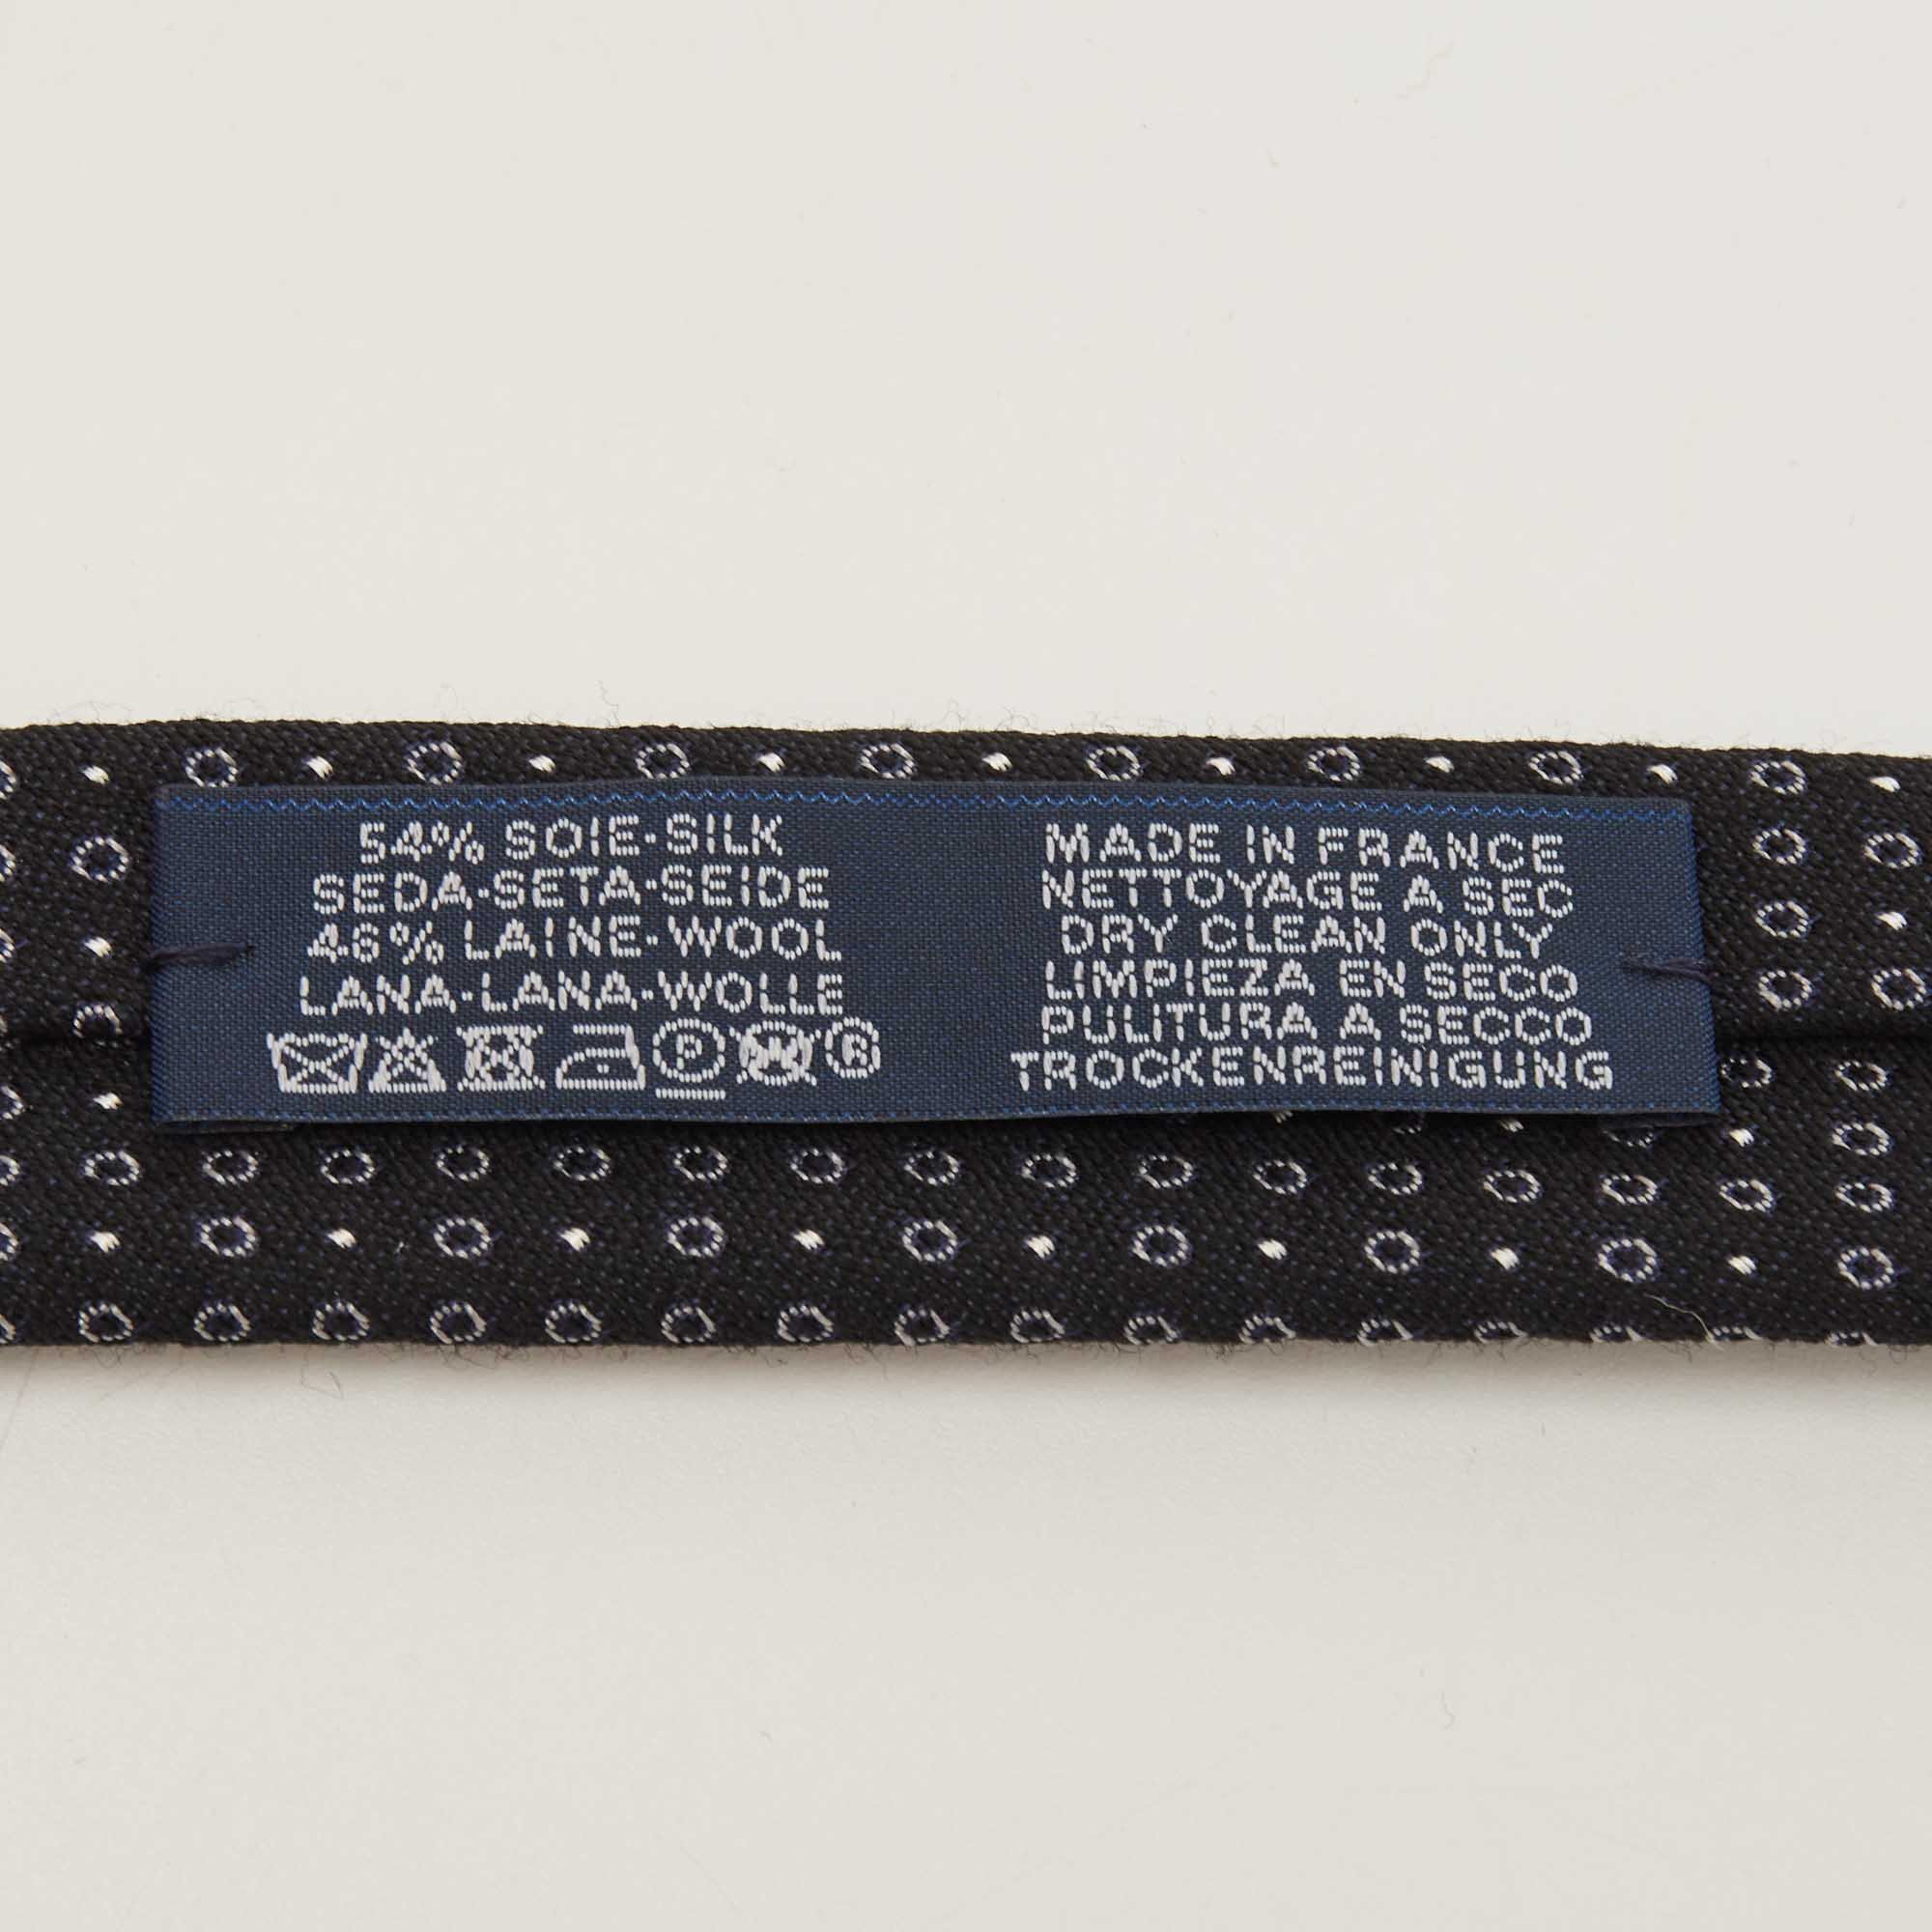 54% SOIE-SILK
SEDA-SETA-SEIDE
46% LAINE-WOOL
LANA-LANA-WOLLE
P ®
MADE IN FRANCE
NETTOYAGE A SEC
DRY CLEAN ONLY
LIMPIEZA EN SECO
PULITURA A SECCO
TROCKENREINIGUNG